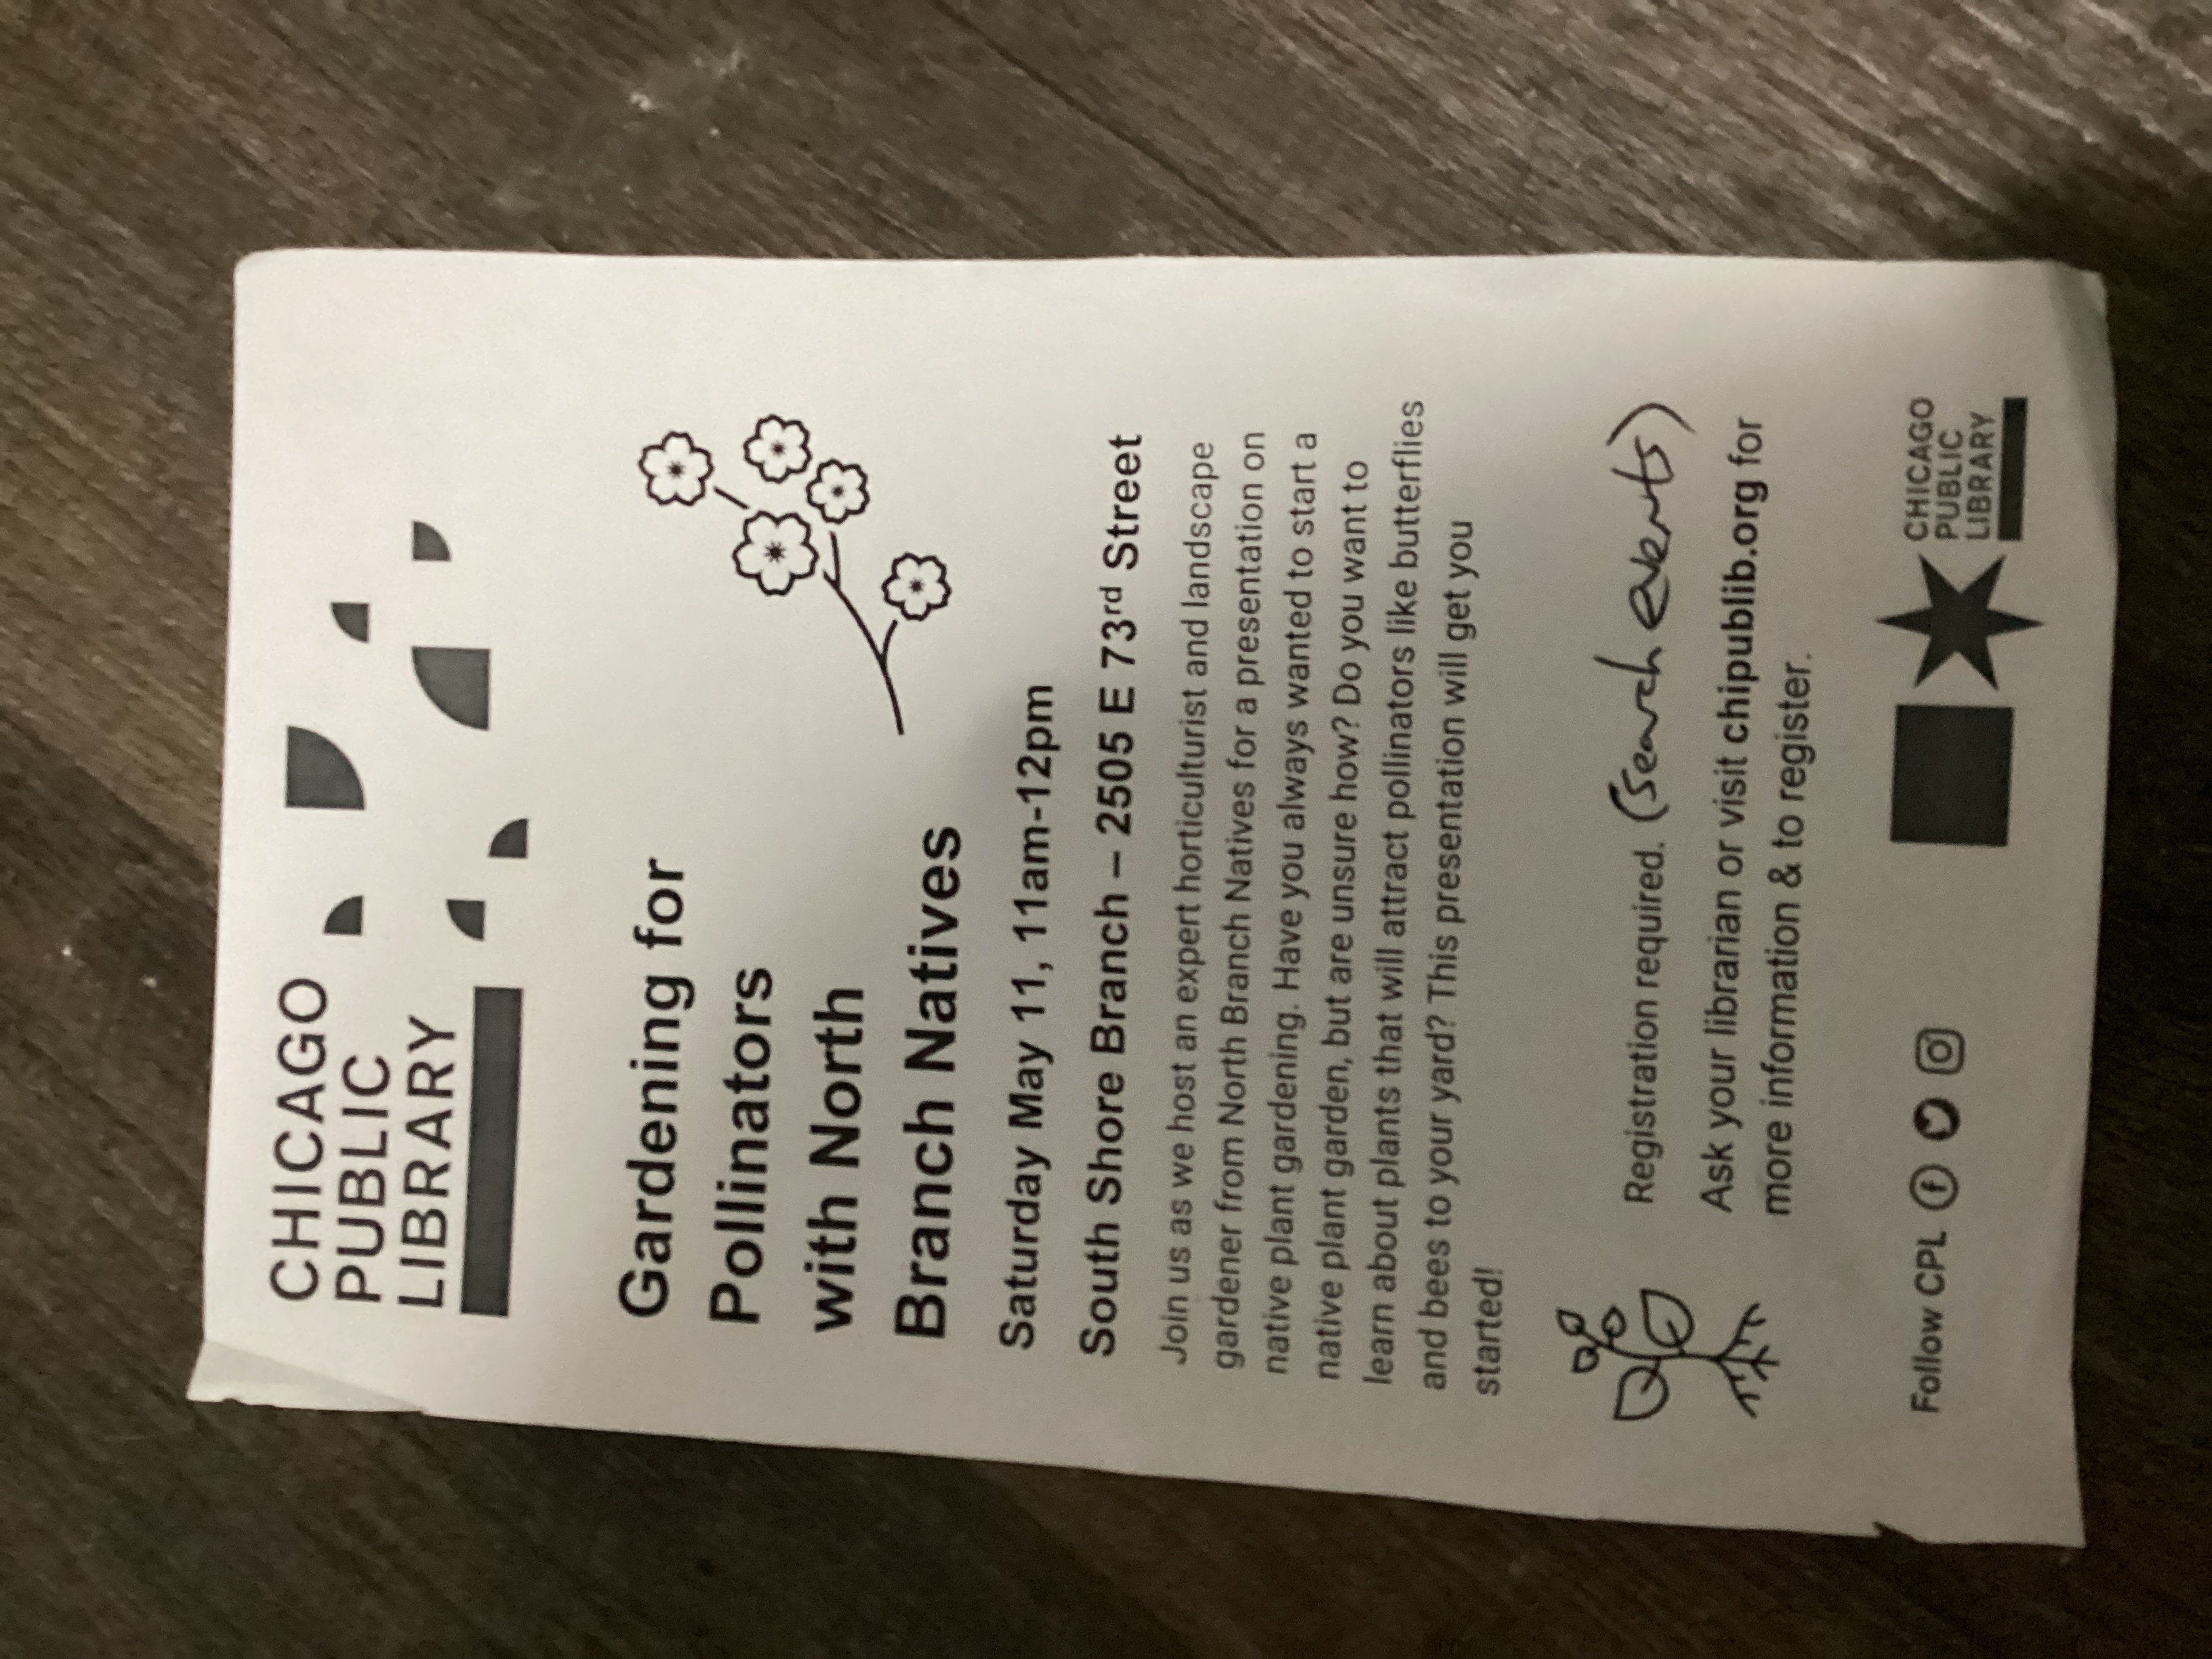 CHICAGO
PUBLIC
LIBRARY
Gardening for
Pollinators
with North
Branch Natives
Saturday May 11, 11am-12pm
South Shore Branch – 2505 E 73rd Street
Join us as we host an expert horticulturist and landscape
gardener from North Branch Natives for a presentation on
native plant gardening. Have you always wanted to start a
native plant garden, but are unsure how? Do you want to
learn about plants that will attract pollinators like butterflies
and bees to your yard? This presentation will get you
started!
Registration required. (search events)
Ask your librarian or visit chipublib.org for
more information & to register.
Follow CPL
CHICAGO
PUBLIC
LIBRARY